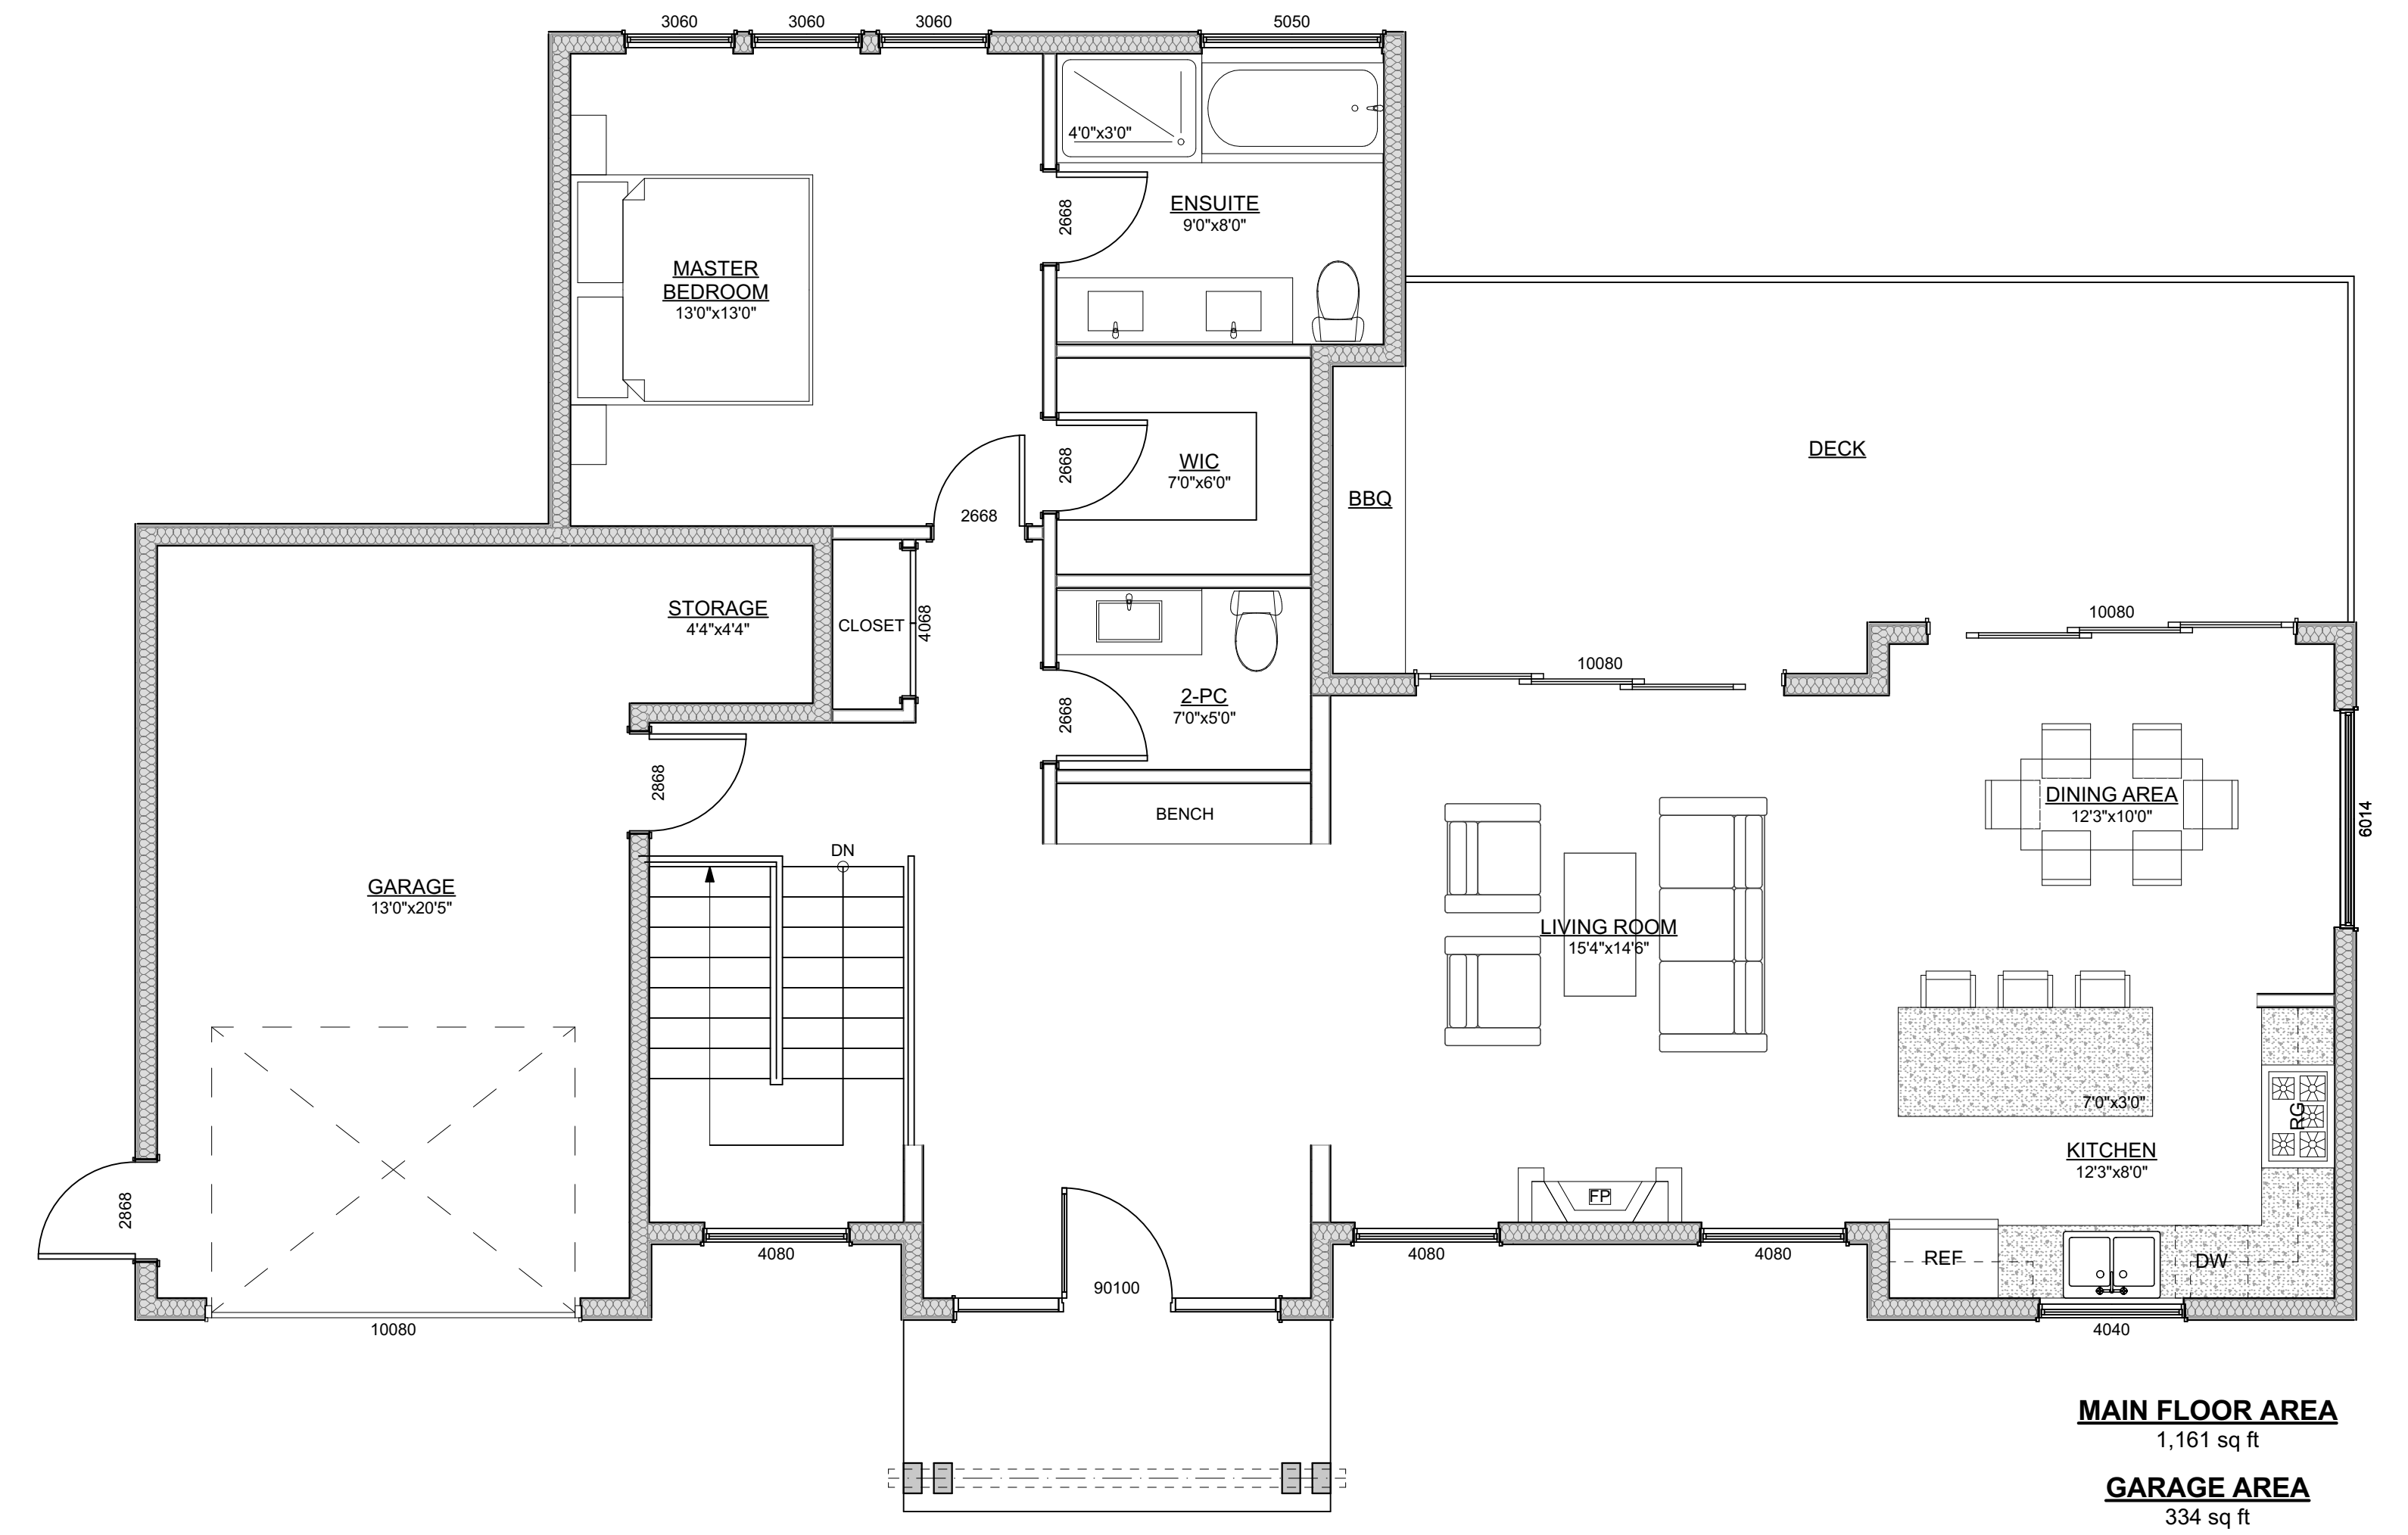 3060
3060
3060
5050
4'0"x3'0"
ENSUITE
9'0"x8'0"
2668
MASTER
BEDROOM
13'0"x13'0"
DECK
WIC
7'0"x6'0"
2668
BBQ
2668
STORAGE
4'4"x4'4"
CLOSET
4068
10080
10080
2-PC
7'0"x5'0"
2668
2868
DINING AREA
12'3"x10'0"
6014
BENCH
DN
GARAGE
13'0"x20'5"
LIVING ROOM
15'4"x14'6"
7'0"x3'0"
RG
KITCHEN
12'3"x8'0"
2868
FP
4080
4080
4080
REF
DW
90100
10080
4040
MAIN FLOOR AREA
1,161 sq ft
GARAGE AREA
334 sq ft